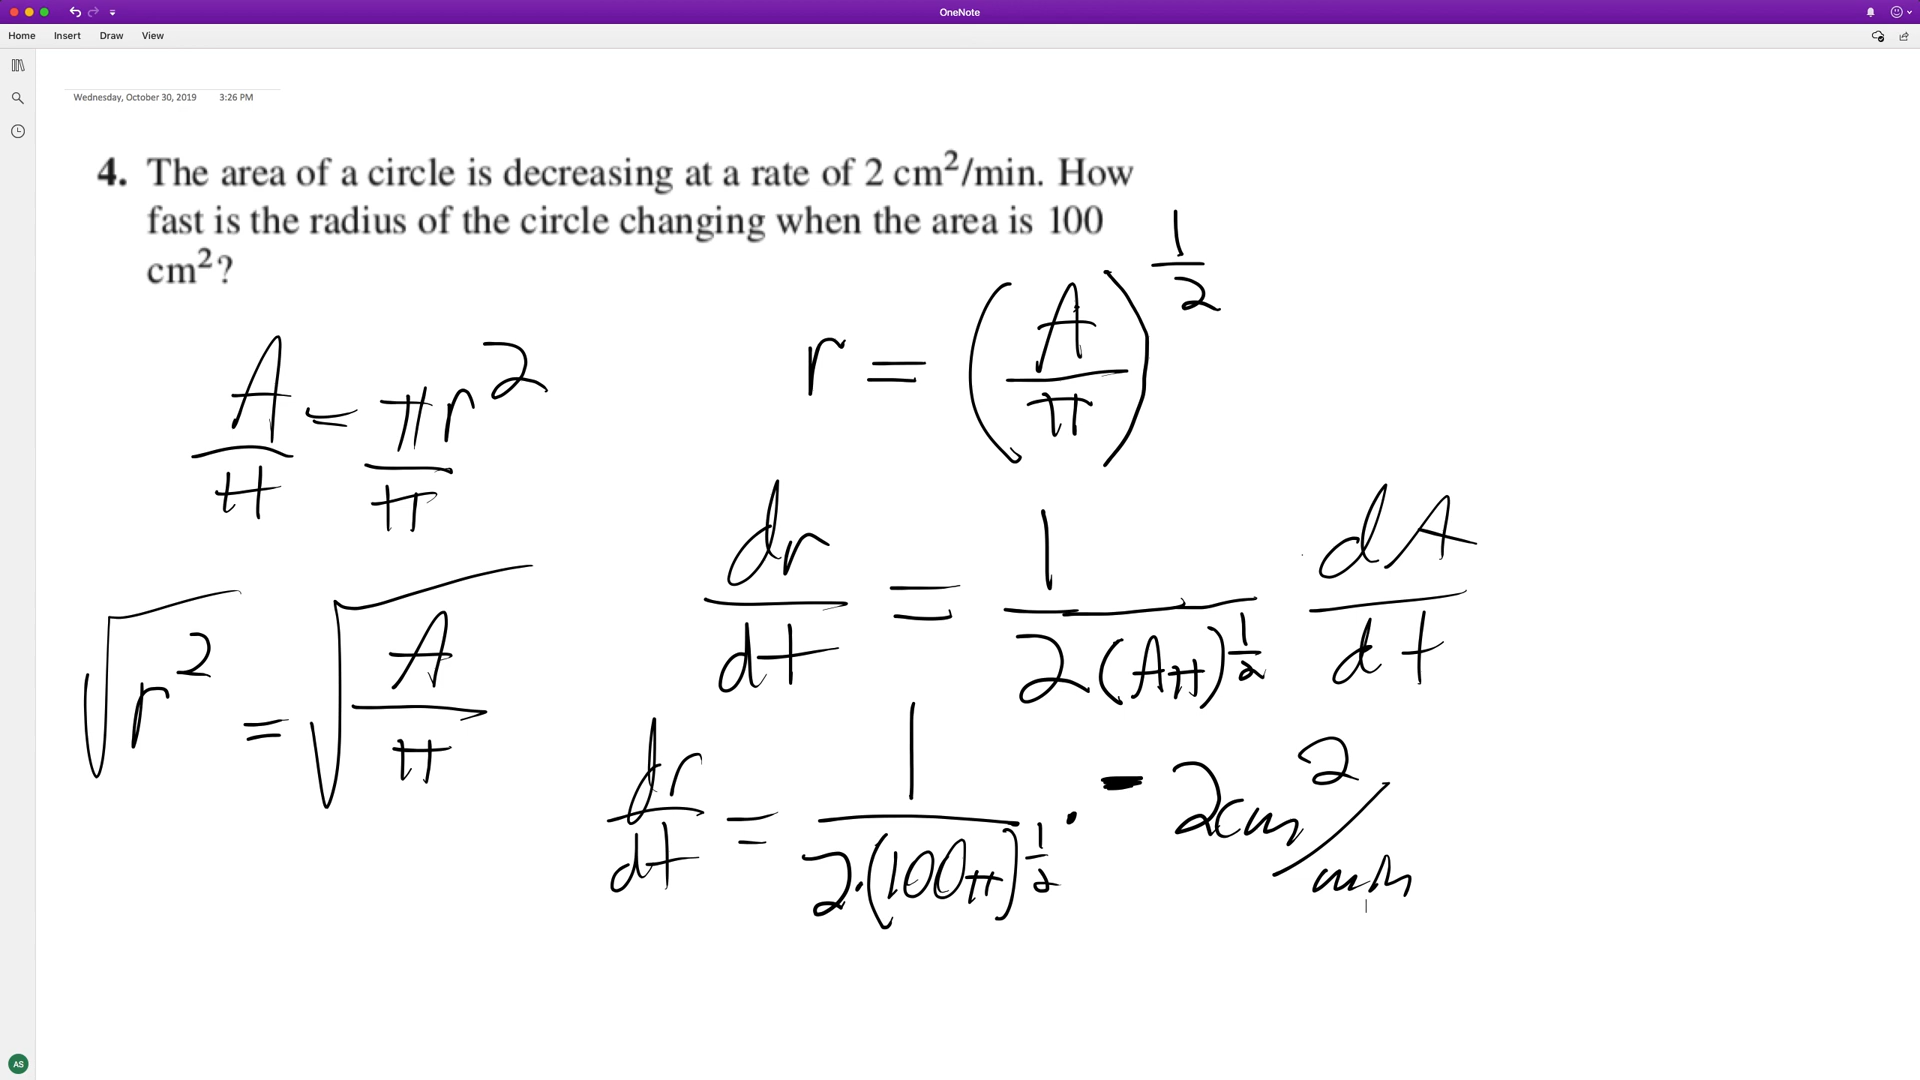 OneNote
Home Insert Draw View
Wednesday, October 30, 2019 3:26 PM
4. The area of a circle is decreasing at a rate of 2 cm²/min. How
fast is the radius of the circle changing when the area is 100
cm²?
A/π = πr²/π
√r² = √(A/π)
r = (A/π)^(1/2)
dr/dt = 1/(2(Aπ)^(1/2)) dA/dt
dr/dt = 1/(2·(100π)^(1/2)) · -2cm²/min
AS